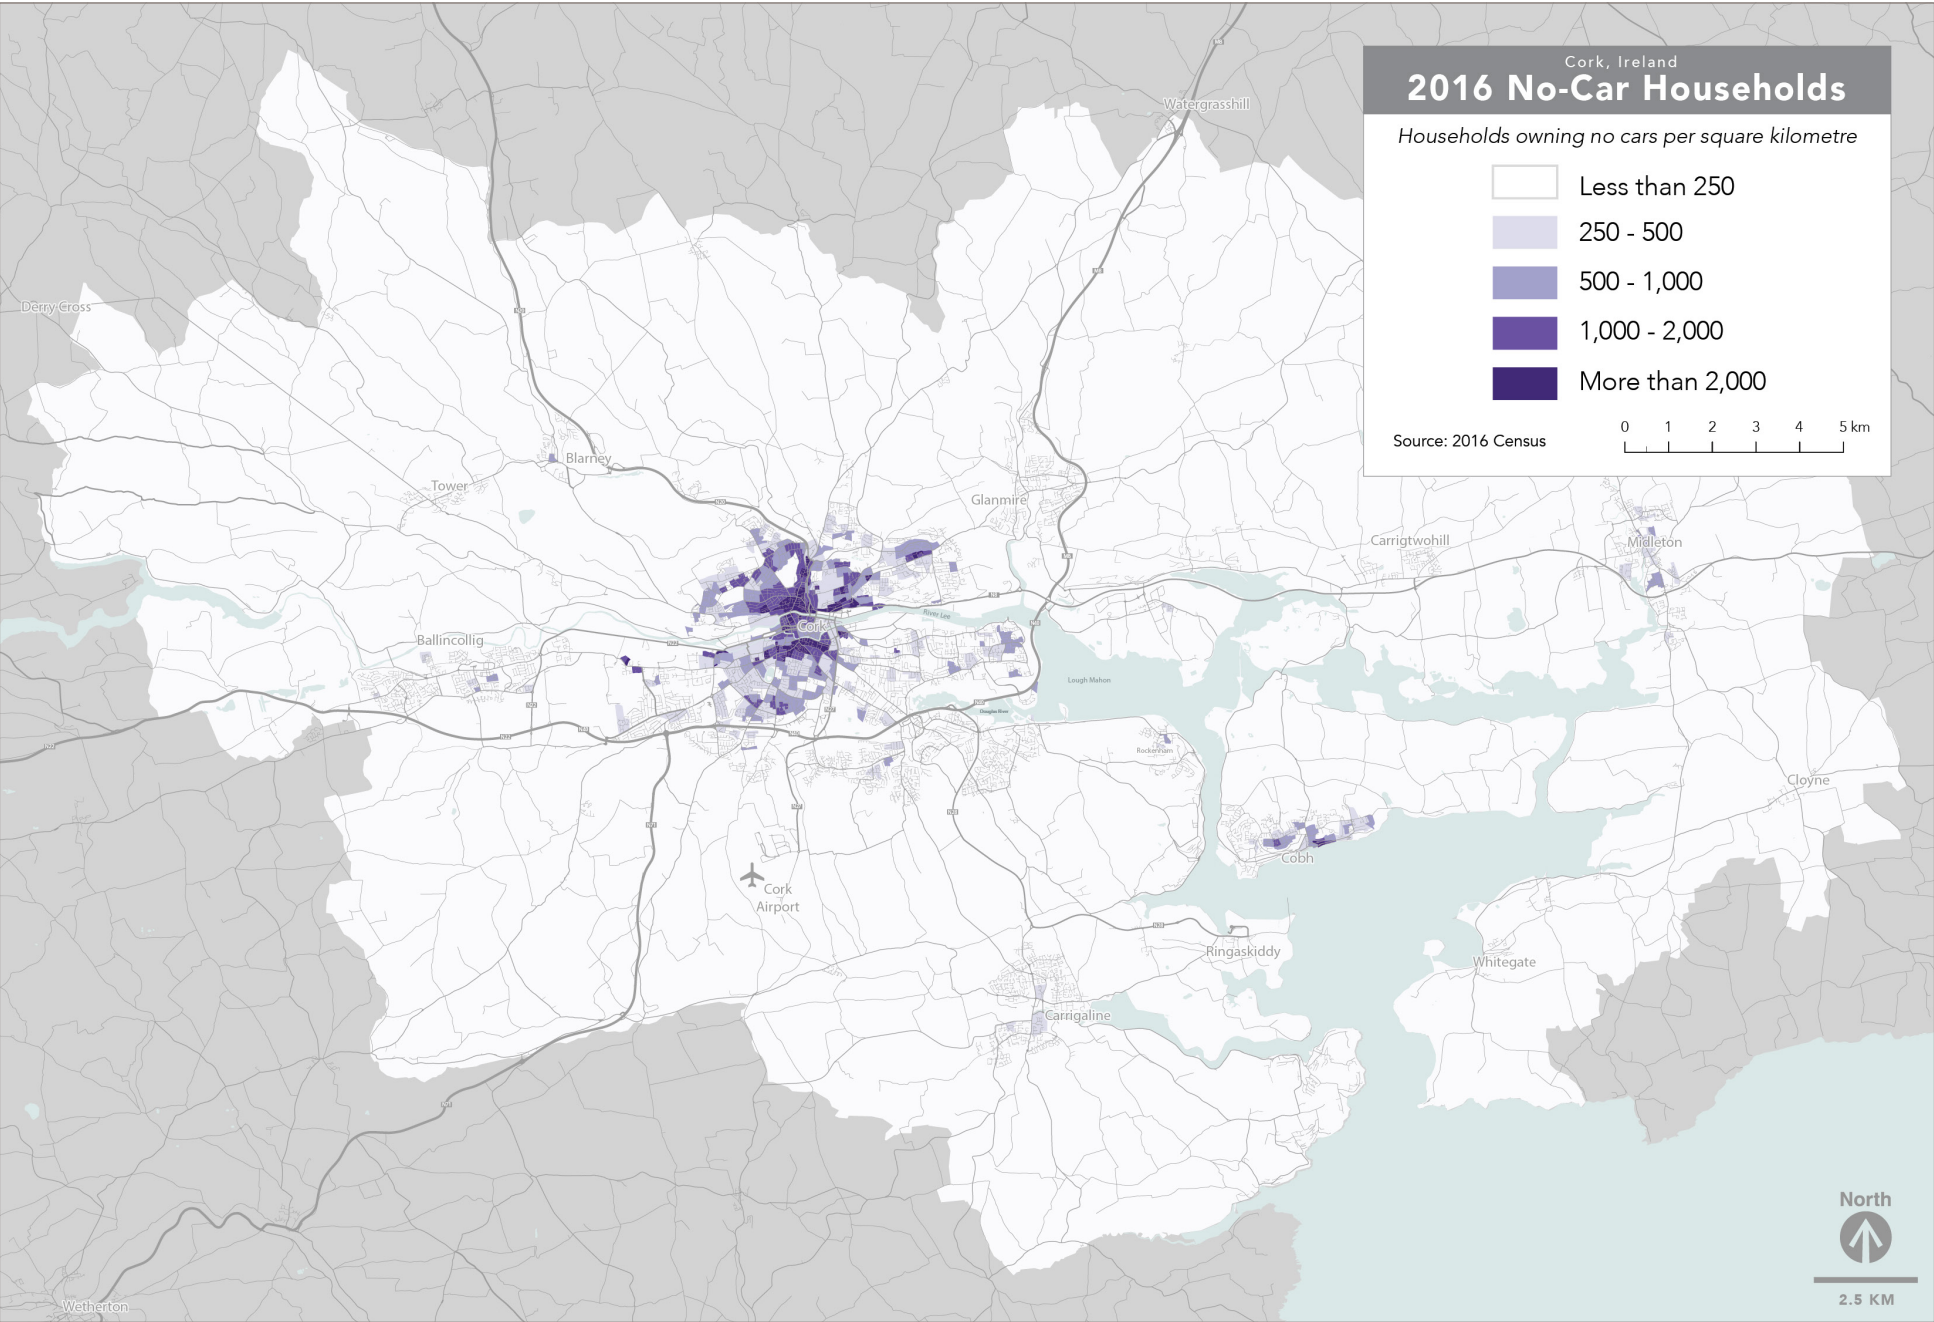 Cork, Ireland
2016 No-Car Households
Households owning no cars per square kilometre
Less than 250
250 - 500
500 - 1,000
1,000 - 2,000
More than 2,000
0 1 2 3 4 5 km
Source: 2016 Census
Watergrasshill
Derry Cross
Blarney
Tower
Glanmire
Carrigtwohill
Midleton
River Lee
Cork
Ballincollig
Lough Mahon
Douglas River
Rockenham
Cloyne
Cobh
Cork
Airport
Ringaskiddy
Whitegate
Carrigaline
Wetherton
North
2.5 KM